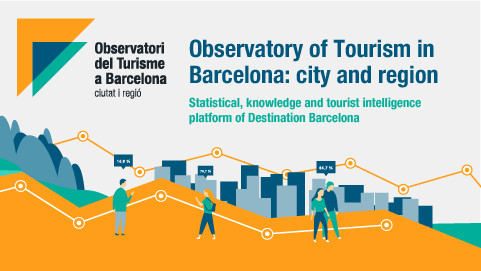 Observatori
del Turisme
a Barcelona
ciutat i regió
Observatory of Tourism in
Barcelona: city and region
Statistical, knowledge and tourist intelligence
platform of Destination Barcelona